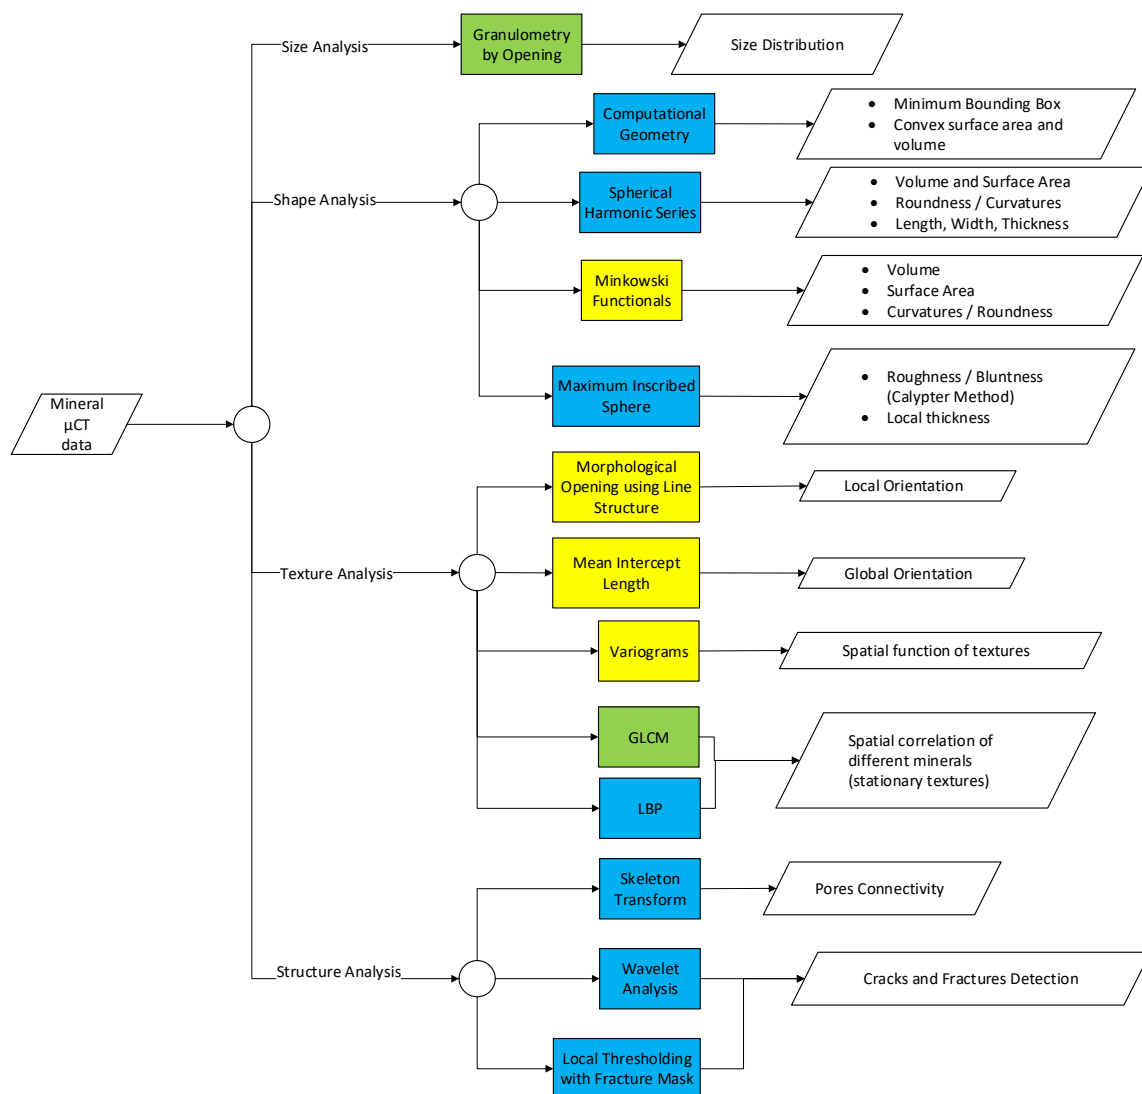 Size Analysis
Granulometry
by Opening
Size Distribution
Computational
Geometry
• Minimum Bounding Box
• Convex surface area and
volume
Shape Analysis
Spherical
Harmonic Series
• Volume and Surface Area
• Roundness / Curvatures
• Length, Width, Thickness
Minkowski
Functionals
• Volume
• Surface Area
• Curvatures / Roundness
Maximum Inscribed
Sphere
• Roughness / Bluntness
(Calypter Method)
• Local thickness
Mineral
µCT
data
Morphological
Opening using Line
Structure
Local Orientation
Texture Analysis
Mean Intercept
Length
Global Orientation
Variograms
Spatial function of textures
GLCM
LBP
Spatial correlation of
different minerals
(stationary textures)
Skeleton
Transform
Pores Connectivity
Structure Analysis
Wavelet
Analysis
Cracks and Fractures Detection
Local Thresholding
with Fracture Mask